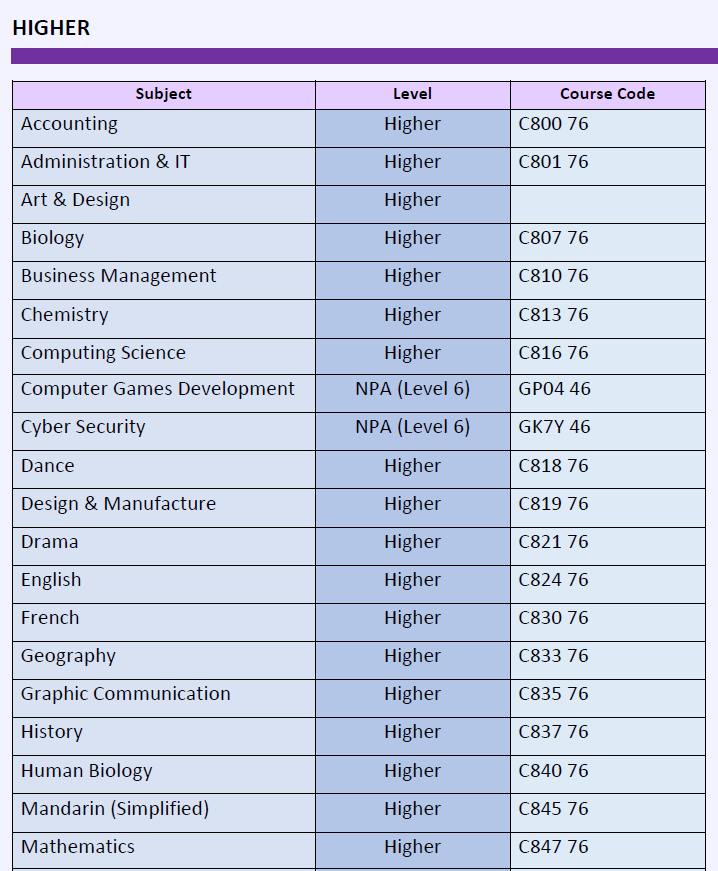 HIGHER
Subject Level Course Code
Accounting Higher C800 76
Administration & IT Higher C801 76
Art & Design Higher
Biology Higher C807 76
Business Management Higher C810 76
Chemistry Higher C813 76
Computing Science Higher C816 76
Computer Games Development NPA (Level 6) GP04 46
Cyber Security NPA (Level 6) GK7Y 46
Dance Higher C818 76
Design & Manufacture Higher C819 76
Drama Higher C821 76
English Higher C824 76
French Higher C830 76
Geography Higher C833 76
Graphic Communication Higher C835 76
History Higher C837 76
Human Biology Higher C840 76
Mandarin (Simplified) Higher C845 76
Mathematics Higher C847 76